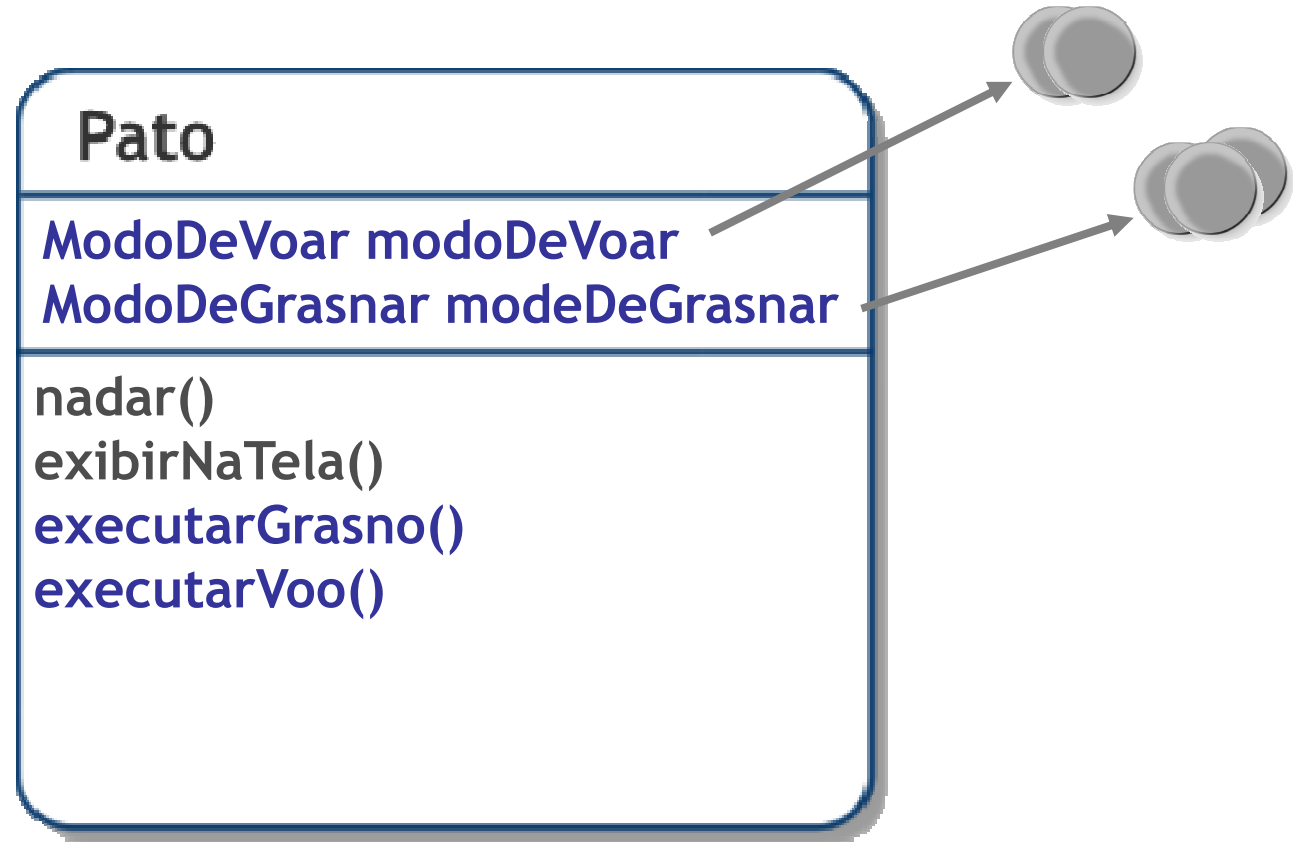 Pato
ModoDeVoar modoDeVoar
ModoDeGrasnar modeDeGrasnar
nadar()
exibirNaTela()
executarGrasno()
executarVoo()